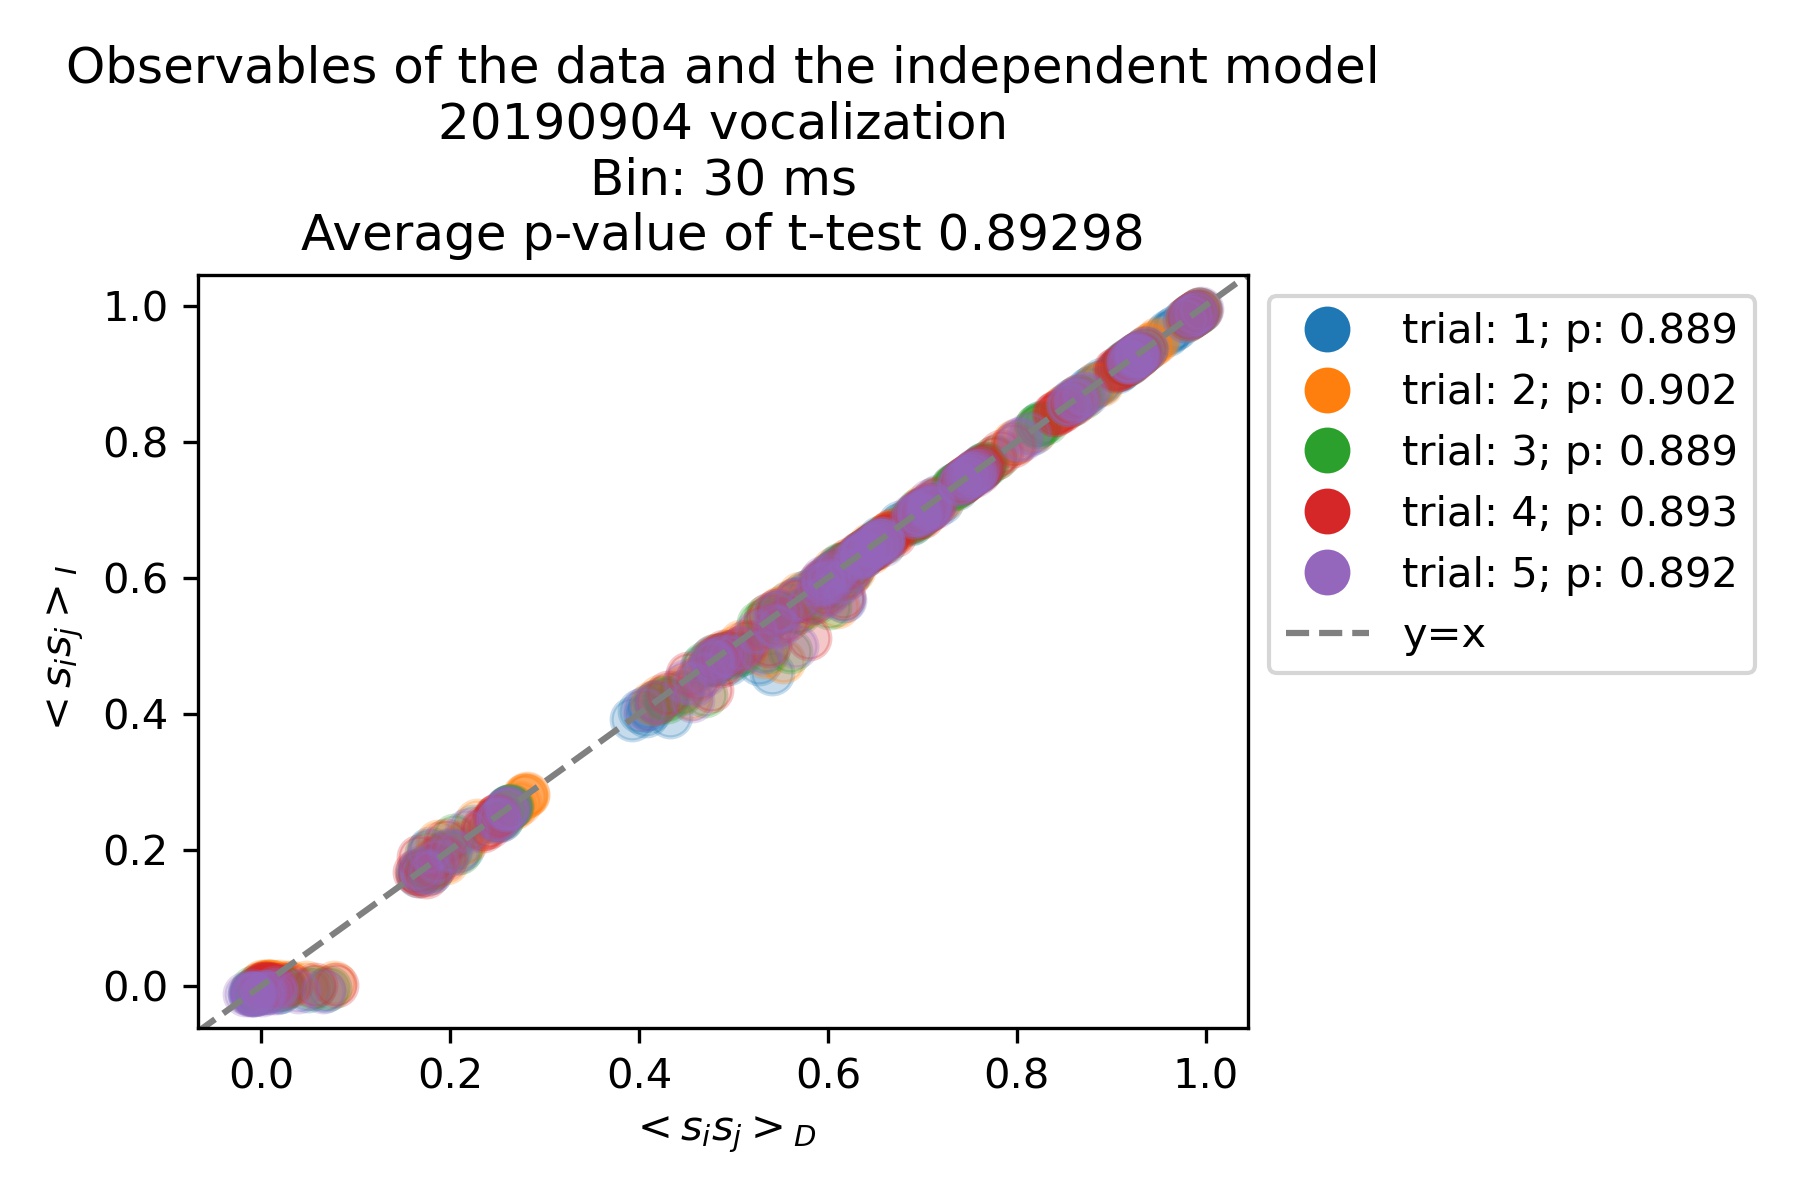 Observables of the data and the independent model
20190904 vocalization
Bin: 30 ms
Average p-value of t-test 0.89298
1.0
0.8
0.6
0.4
0.2
0.0
< s_i s_j >_I
0.0 0.2 0.4 0.6 0.8 1.0
< s_i s_j >_D
trial: 1; p: 0.889
trial: 2; p: 0.902
trial: 3; p: 0.889
trial: 4; p: 0.893
trial: 5; p: 0.892
y=x